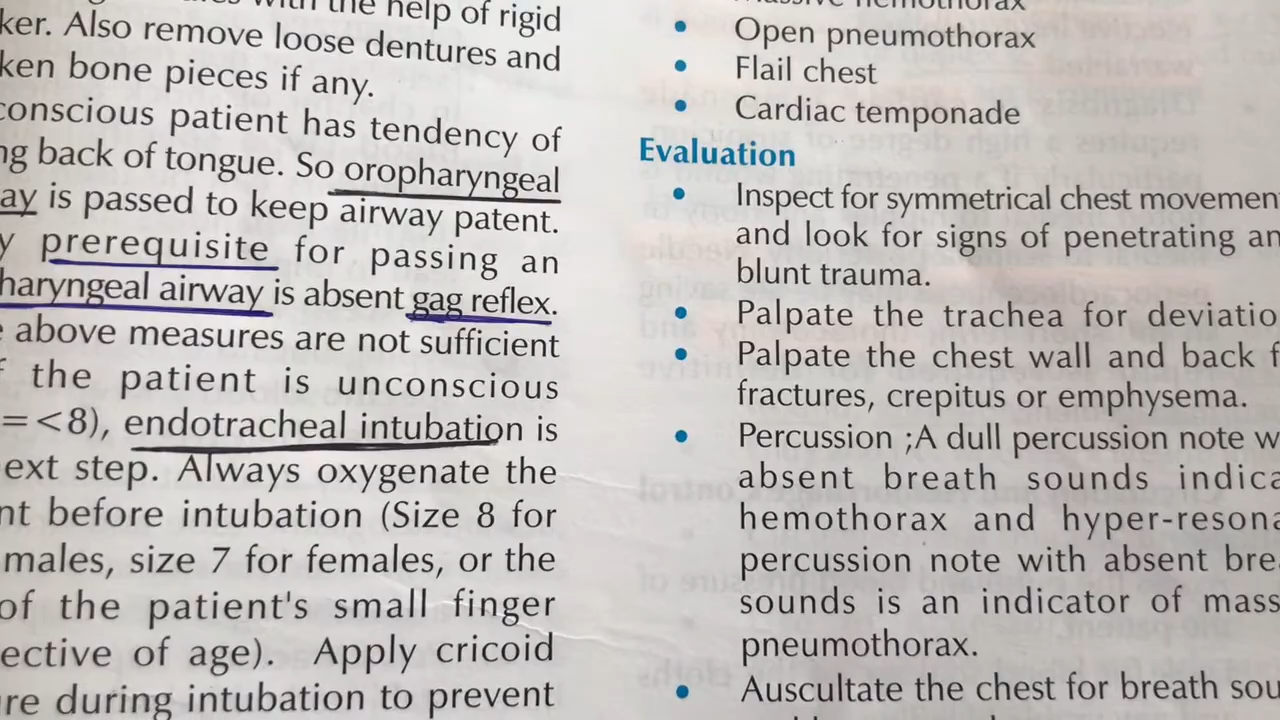 with the help of rigid
ker. Also remove loose dentures and
ken bone pieces if any.
conscious patient has tendency of
ng back of tongue. So oropharyngeal
ay is passed to keep airway patent.
y prerequisite for passing an
haryngeal airway is absent gag reflex.
above measures are not sufficient
the patient is unconscious
=<8), endotracheal intubation is
ext step. Always oxygenate the
nt before intubation (Size 8 for
males, size 7 for females, or the
of the patient's small finger
ective of age). Apply cricoid
re during intubation to prevent
Massive hemothorax
• Open pneumothorax
• Flail chest
• Cardiac temponade
Evaluation
• Inspect for symmetrical chest movemen
and look for signs of penetrating an
blunt trauma.
• Palpate the trachea for deviatio
• Palpate the chest wall and back f
fractures, crepitus or emphysema.
• Percussion ;A dull percussion note w
absent breath sounds indica
hemothorax and hyper-resona
percussion note with absent brea
sounds is an indicator of mass
pneumothorax.
• Auscultate the chest for breath sou